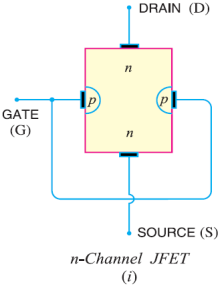 DRAIN (D)
n
p
p
GATE
(G)
n
SOURCE (S)
n-Channel JFET
(i)